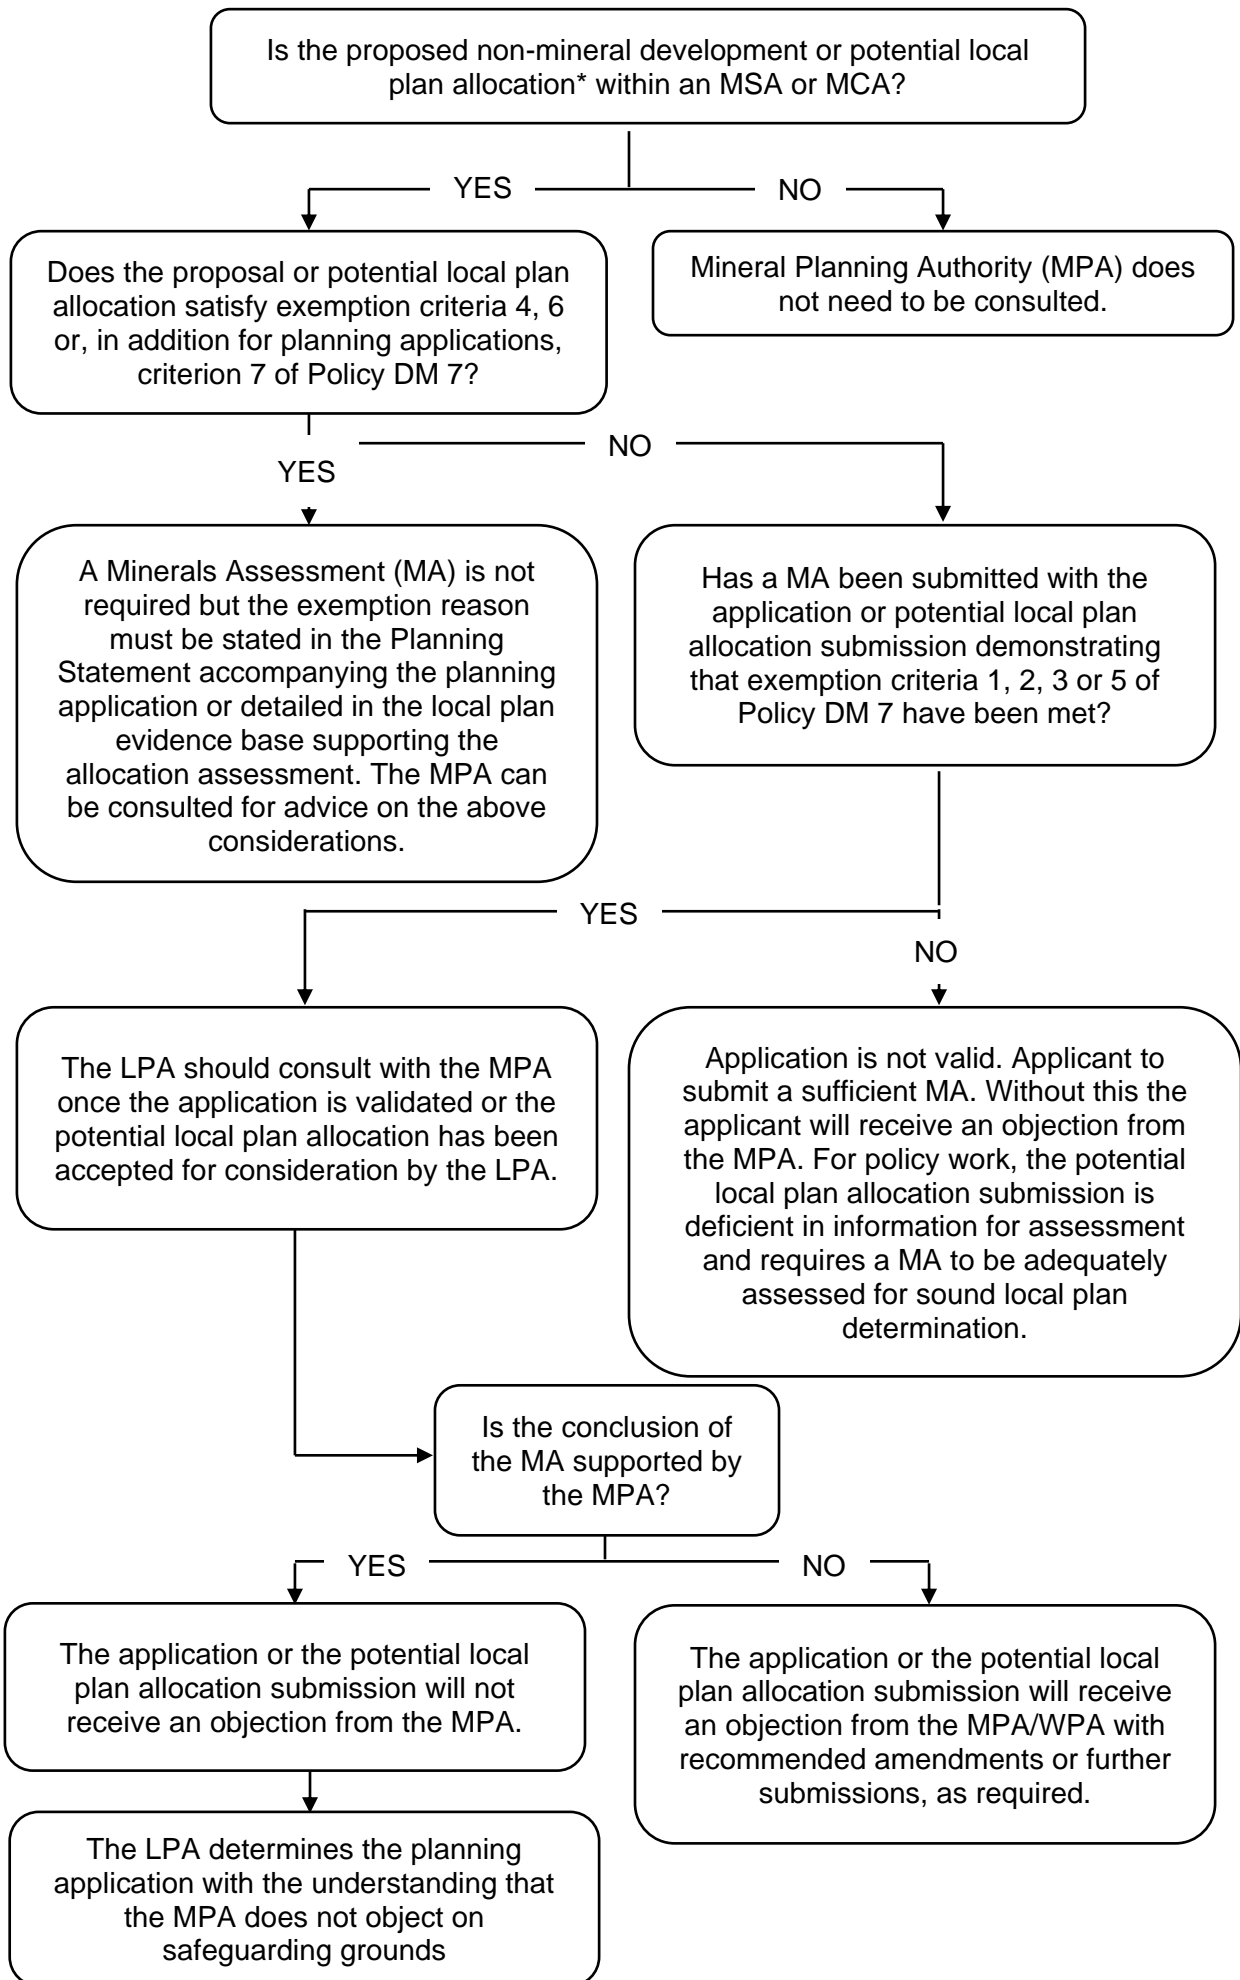 Is the proposed non-mineral development or potential local
plan allocation* within an MSA or MCA?
YES
NO
Does the proposal or potential local plan
allocation satisfy exemption criteria 4, 6
or, in addition for planning applications,
criterion 7 of Policy DM 7?
Mineral Planning Authority (MPA) does
not need to be consulted.
NO
YES
A Minerals Assessment (MA) is not
required but the exemption reason
must be stated in the Planning
Statement accompanying the planning
application or detailed in the local plan
evidence base supporting the
allocation assessment. The MPA can
be consulted for advice on the above
considerations.
Has a MA been submitted with the
application or potential local plan
allocation submission demonstrating
that exemption criteria 1, 2, 3 or 5 of
Policy DM 7 have been met?
YES
NO
The LPA should consult with the MPA
once the application is validated or the
potential local plan allocation has been
accepted for consideration by the LPA.
Application is not valid. Applicant to
submit a sufficient MA. Without this the
applicant will receive an objection from
the MPA. For policy work, the potential
local plan allocation submission is
deficient in information for assessment
and requires a MA to be adequately
assessed for sound local plan
determination.
Is the conclusion of
the MA supported by
the MPA?
YES
NO
The application or the potential local
plan allocation submission will not
receive an objection from the MPA.
The application or the potential local
plan allocation submission will receive
an objection from the MPA/WPA with
recommended amendments or further
submissions, as required.
The LPA determines the planning
application with the understanding that
the MPA does not object on
safeguarding grounds